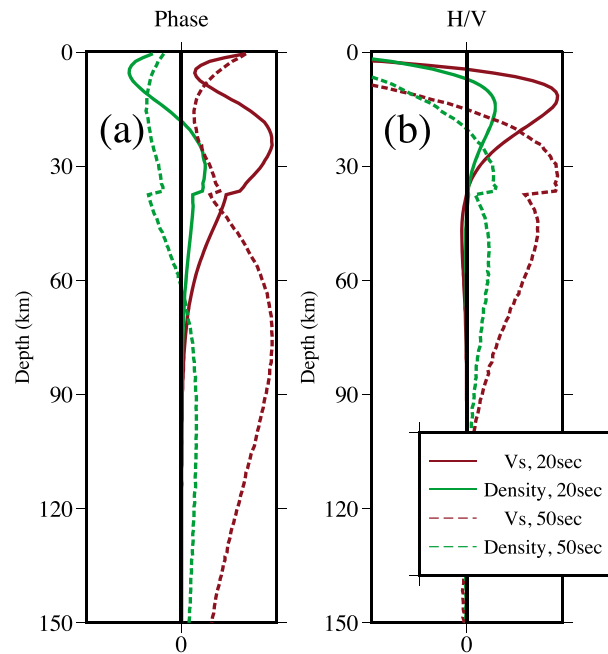 Phase
H/V
0
30
60
90
120
150
Depth (km)
(a)
0
0
30
60
90
120
150
Depth (km)
(b)
0
Vs, 20sec
Density, 20sec
Vs, 50sec
Density, 50sec